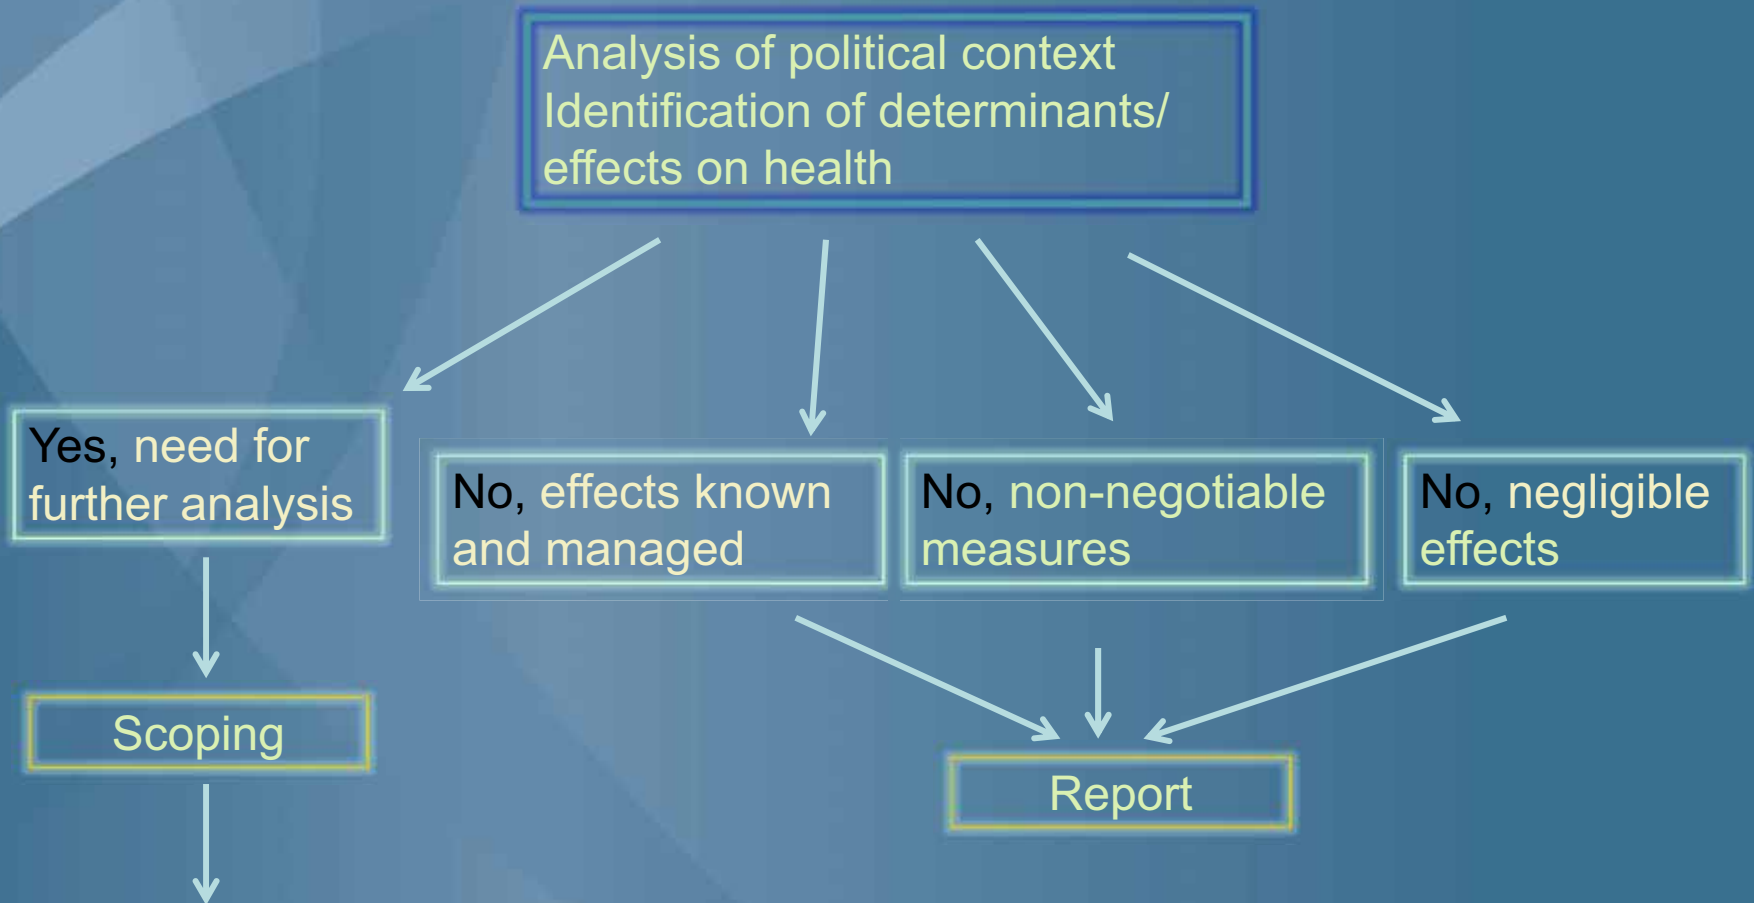 Analysis of political context
Identification of determinants/
effects on health
Yes, need for
further analysis
No, effects known
and managed
No, non-negotiable
measures
No, negligible
effects
Scoping
Report